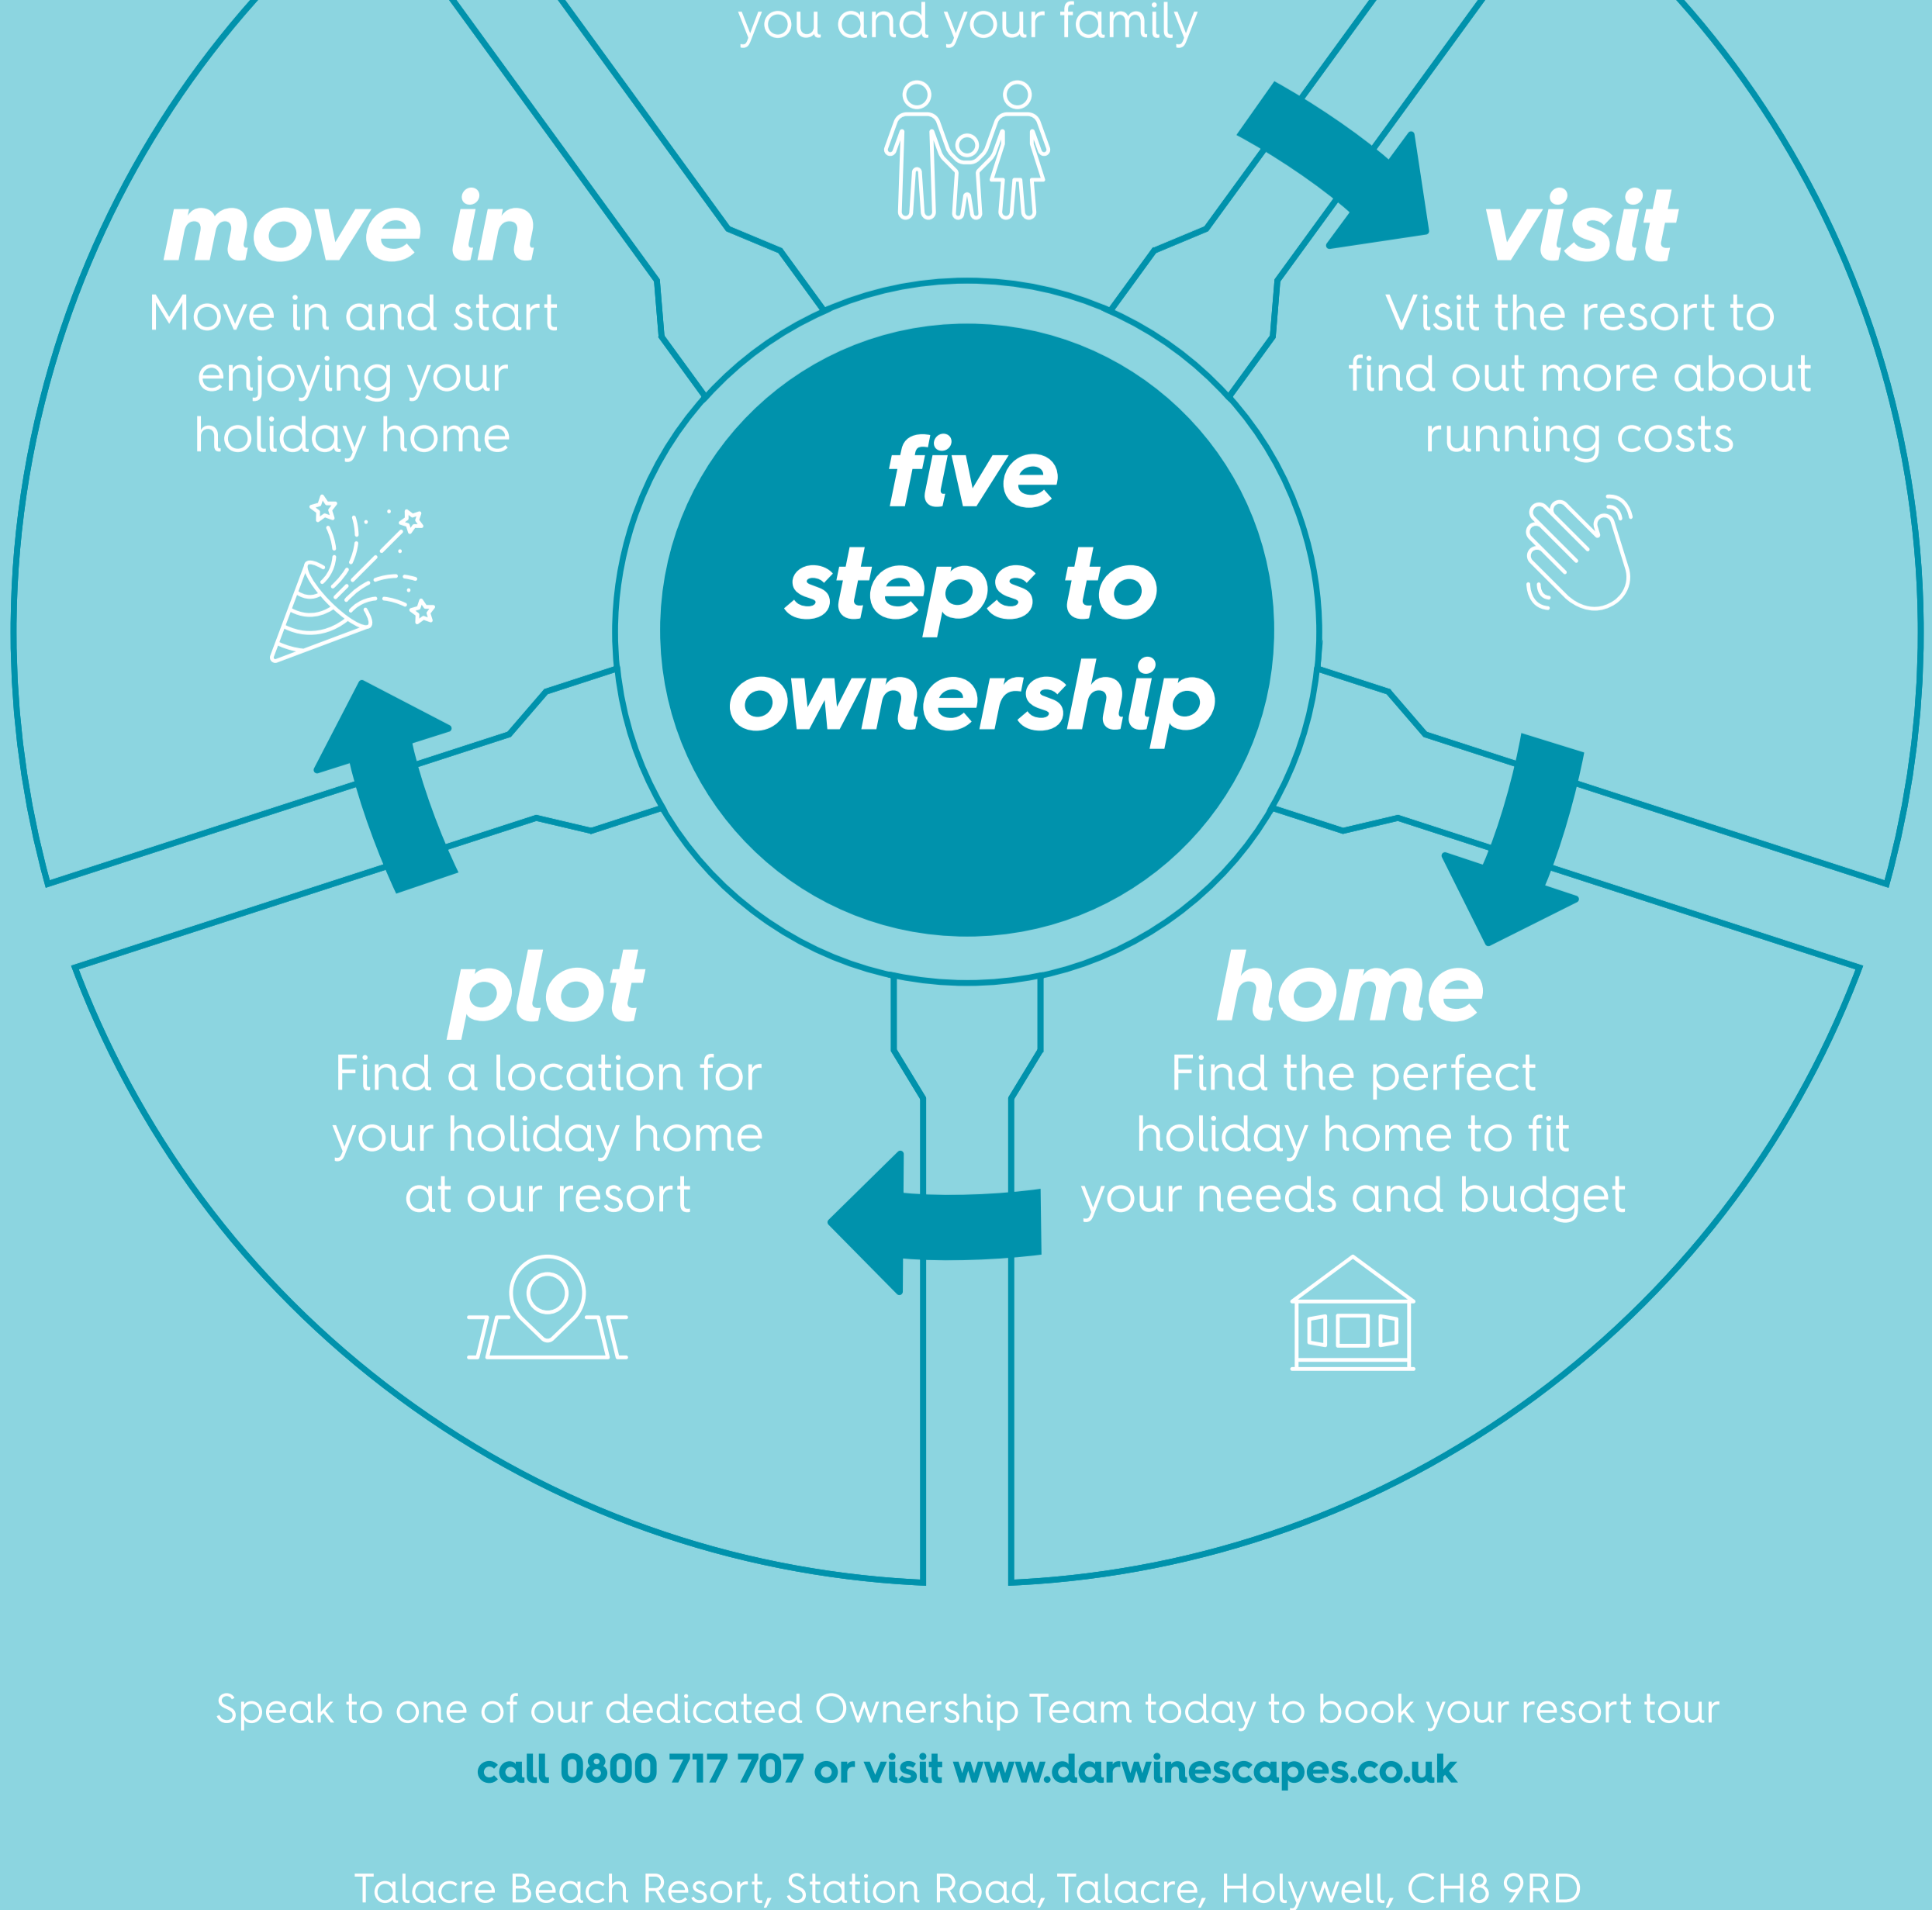 you and your family
move in
Move in and start
enjoying your
holiday home
visit
Visit the resort to
find out more about
running costs
five
steps to
ownership
plot
Find a location for
your holiday home
at our resort
home
Find the perfect
holiday home to fit
your needs and budget
Speak to one of our dedicated Ownership Team today to book your resort tour
call 0800 717 707 or visit www.darwinescapes.co.uk
Talacre Beach Resort, Station Road, Talacre, Holywell, CH8 9RD